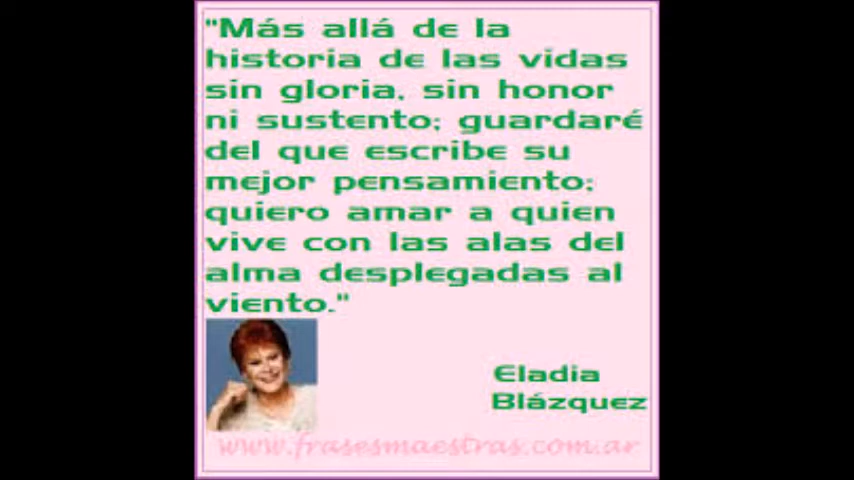 "Más allá de la
historia de las vidas
sin gloria, sin honor
ni sustento; guardaré
del que escribe su
mejor pensamiento;
quiero amar a quien
vive con las alas del
alma desplegadas al
viento."
Eladia
Blázquez
www.frasesmaestras.com.ar